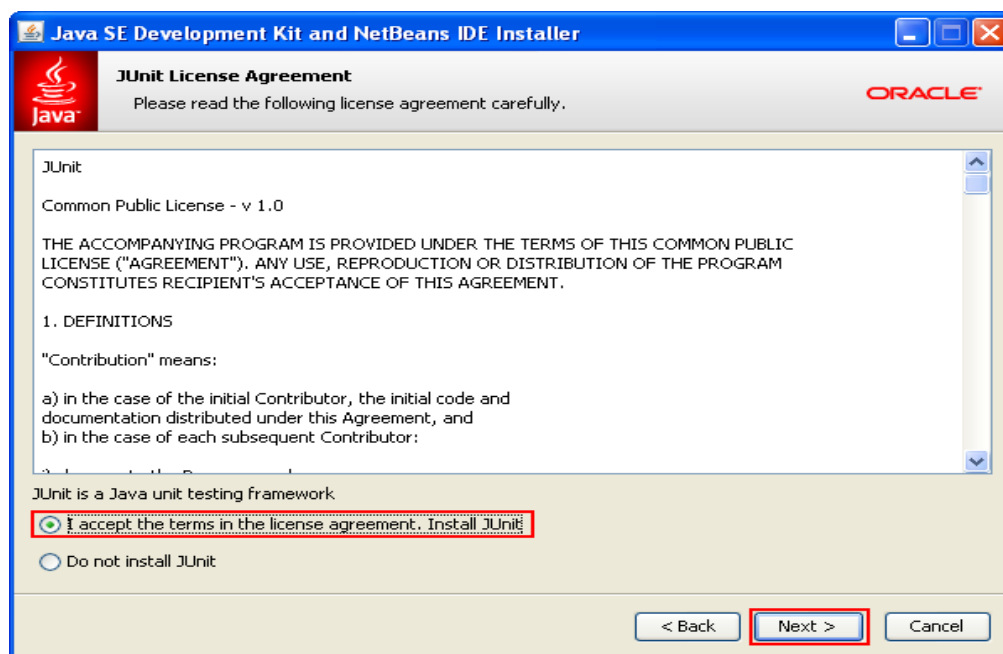 Java SE Development Kit and NetBeans IDE Installer
Java
JUnit License Agreement
Please read the following license agreement carefully.
ORACLE
JUnit
Common Public License - v 1.0
THE ACCOMPANYING PROGRAM IS PROVIDED UNDER THE TERMS OF THIS COMMON PUBLIC
LICENSE ("AGREEMENT"). ANY USE, REPRODUCTION OR DISTRIBUTION OF THE PROGRAM
CONSTITUTES RECIPIENT'S ACCEPTANCE OF THIS AGREEMENT.
1. DEFINITIONS
"Contribution" means:
a) in the case of the initial Contributor, the initial code and
documentation distributed under this Agreement, and
b) in the case of each subsequent Contributor:
JUnit is a Java unit testing framework
I accept the terms in the license agreement. Install JUnit
Do not install JUnit
< Back
Next >
Cancel